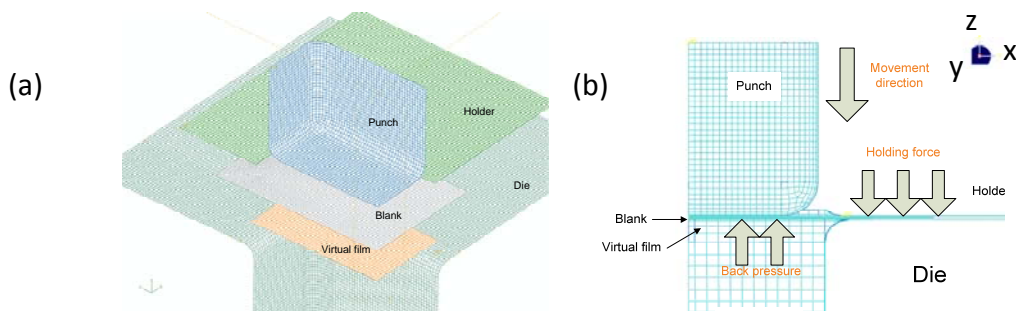 (a)
Holder
Punch
Die
Blank
Virtual film
(b)
z
x
y
Punch
Movement
direction
Holding force
Holde
Blank
Virtual film
Back pressure
Die